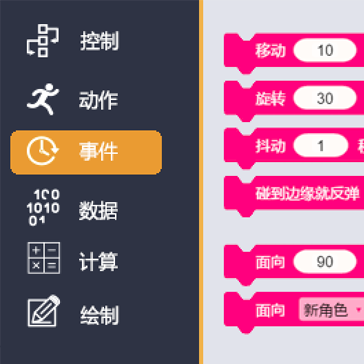 控制
动作
事件
数据
计算
绘制
移动 10
旋转 30
抖动 1
碰到边缘就反弹
面向 90
面向 新角色